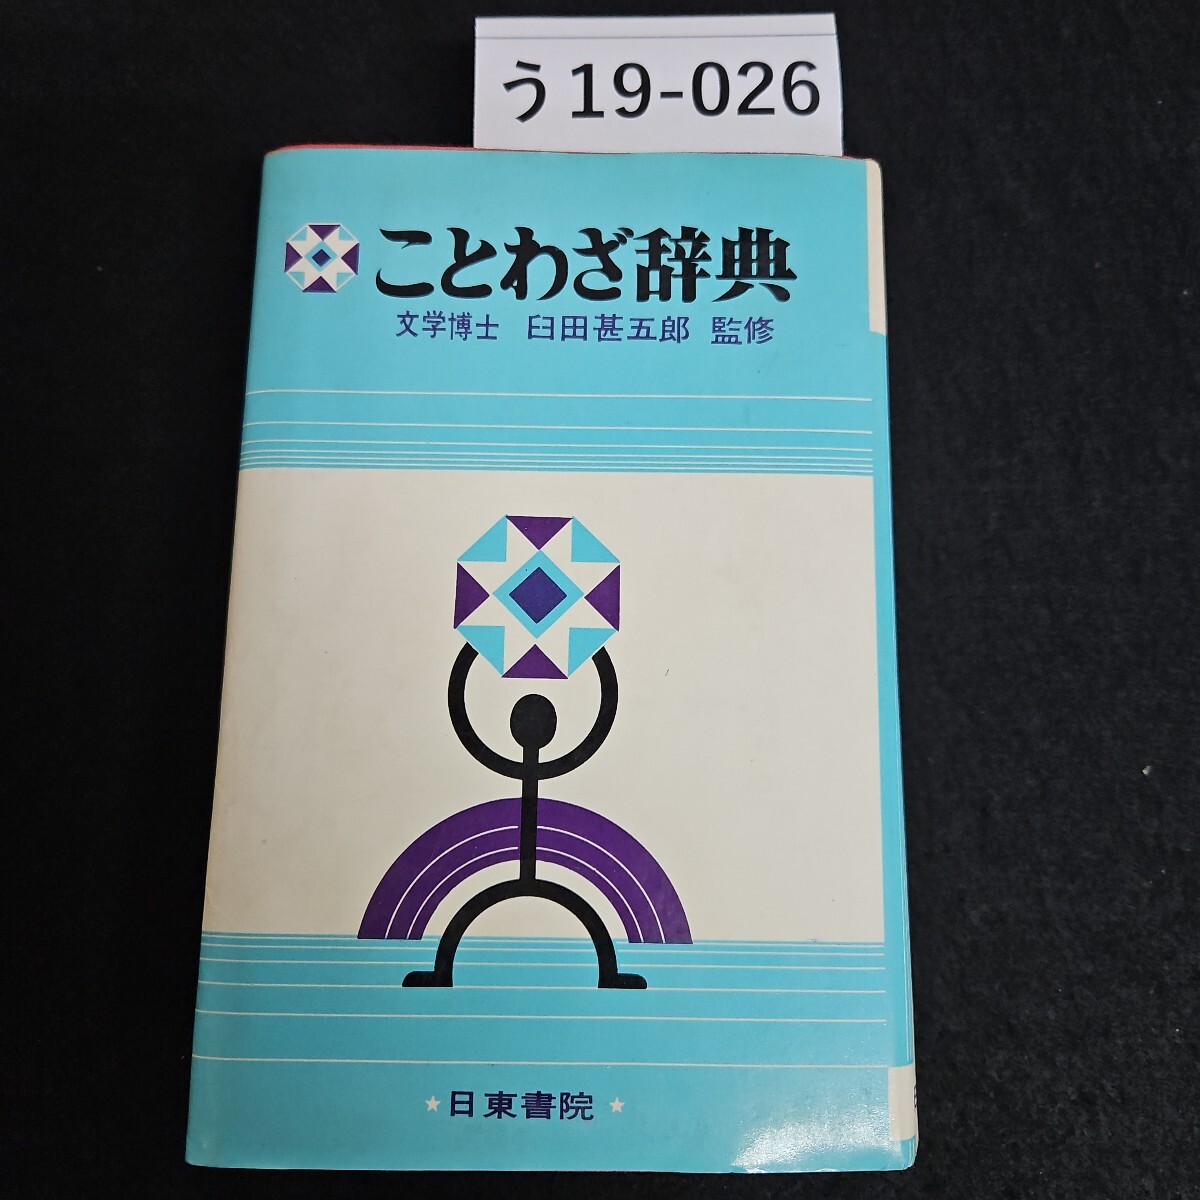 う19-026
ことわざ辞典
文学博士 臼田甚五郎 監修
★日東書院★